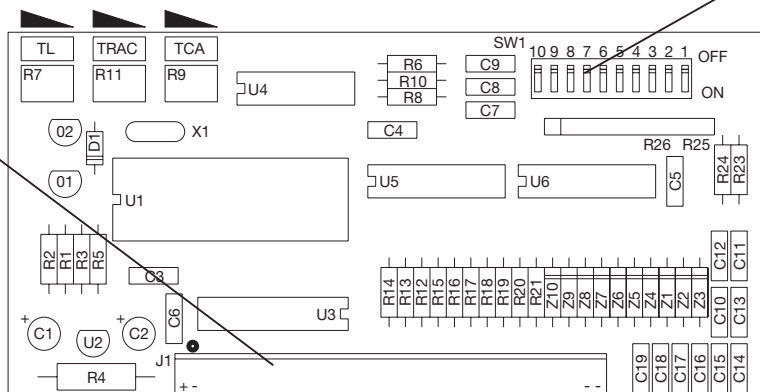 TL TRAC TCA
R7 R11 R9
SW1
10 9 8 7 6 5 4 3 2 1 OFF
ON
R6
R10
R8
C9
C8
C7
U4
02
D1
X1
C4
R26 R25
R24 R23
01
U1
U5
U6
C5
R2 R1 R3 R5
C3
C12 C11
R14 R13 R12 R15 R16 R17 R18 R19 R20 R21 Z10 Z9 Z8 Z7 Z6 Z5 Z4 Z1 Z2 Z3
C6
U3
C10 C13
+ C1
U2
+ C2
J1
R4
+ -
- -
C19 C18 C17 C16 C15 C14